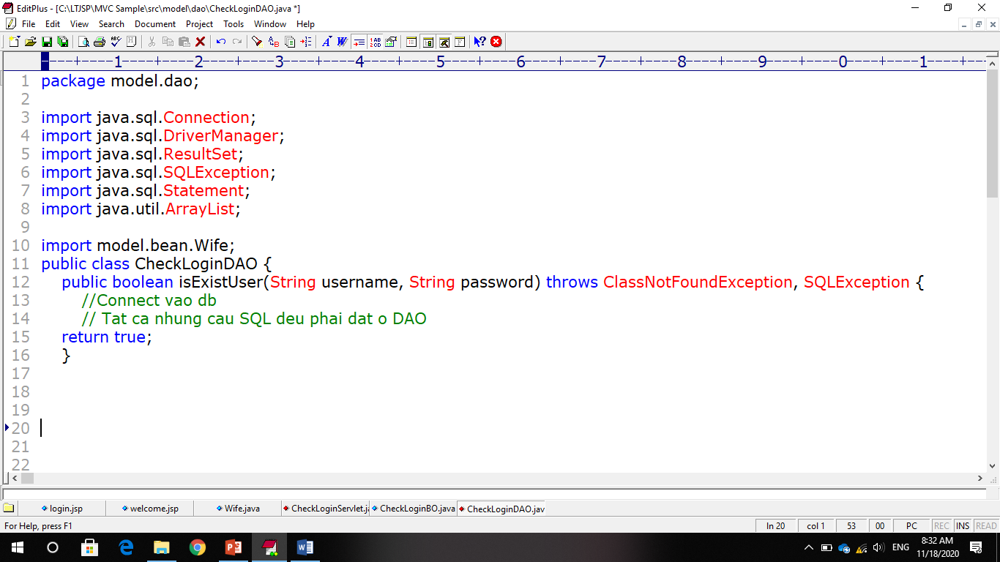 EditPlus - [C:\LTJSP\MVC Sample\src\model\dao\CheckLoginDAO.java *]
File Edit View Search Document Project Tools Window Help
----+----1----+----2----+----3----+----4----+----5----+----6----+----7----+----8----+----9----+----0----+----1----+--
1 package model.dao;
2
3 import java.sql.Connection;
4 import java.sql.DriverManager;
5 import java.sql.ResultSet;
6 import java.sql.SQLException;
7 import java.sql.Statement;
8 import java.util.ArrayList;
9
10 import model.bean.Wife;
11 public class CheckLoginDAO {
12 public boolean isExistUser(String username, String password) throws ClassNotFoundException, SQLException {
13 //Connect vao db
14 // Tat ca nhung cau SQL deu phai dat o DAO
15 return true;
16 }
17
18
19
20
21
22
login.jsp welcome.jsp Wife.java CheckLoginServlet.ja CheckLoginBO.java CheckLoginDAO.jav
For Help, press F1 ln 20 col 1 53 00 PC REC INS READ
ENG 8:32 AM
11/18/2020